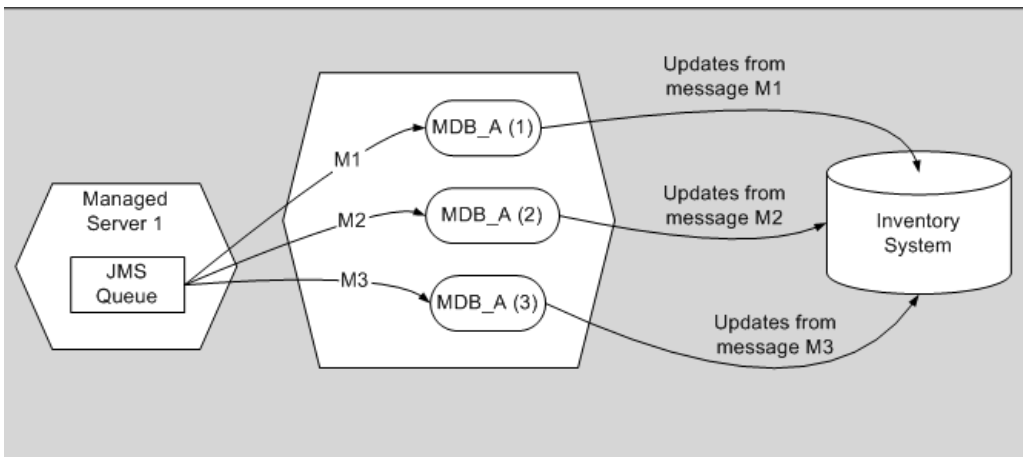 Managed
Server 1
JMS
Queue
M1
M2
M3
MDB_A (1)
MDB_A (2)
MDB_A (3)
Updates from
message M1
Updates from
message M2
Updates from
message M3
Inventory
System